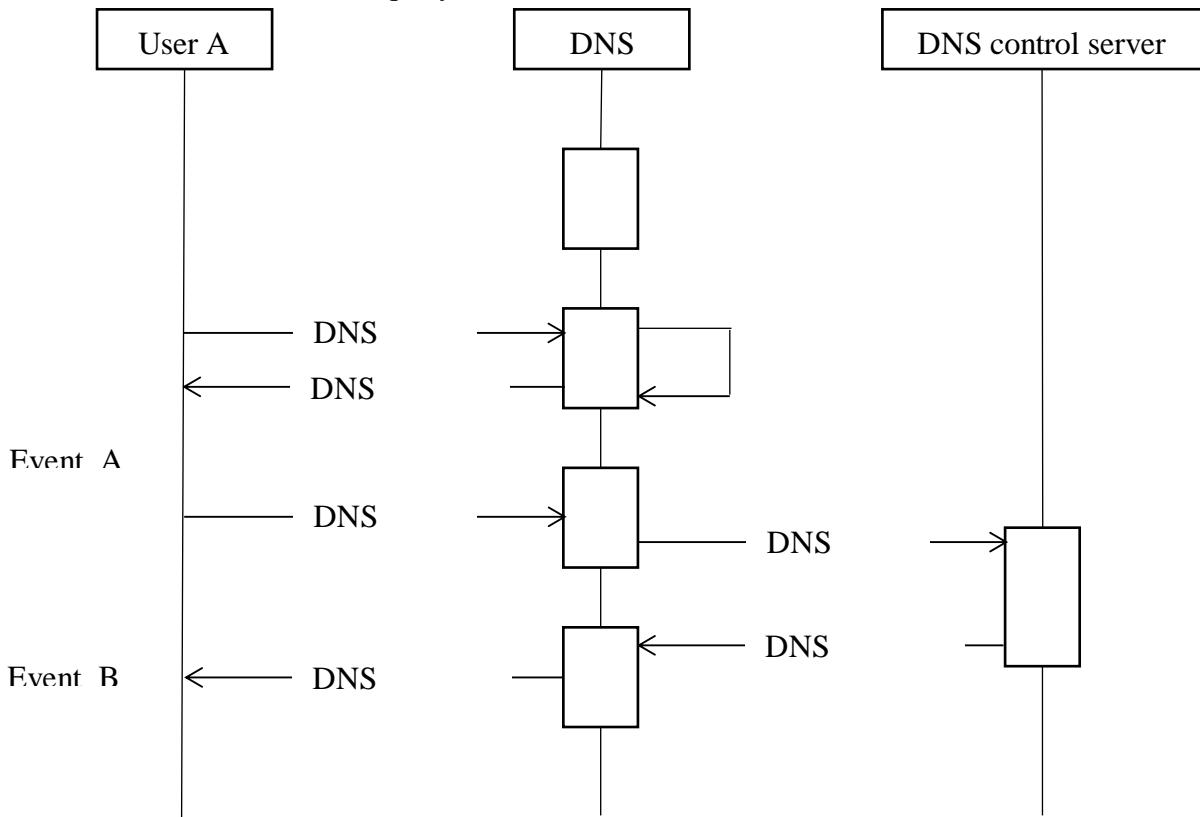 User A
DNS
DNS control server
DNS
DNS
Event A
DNS
DNS
DNS
Event B
DNS